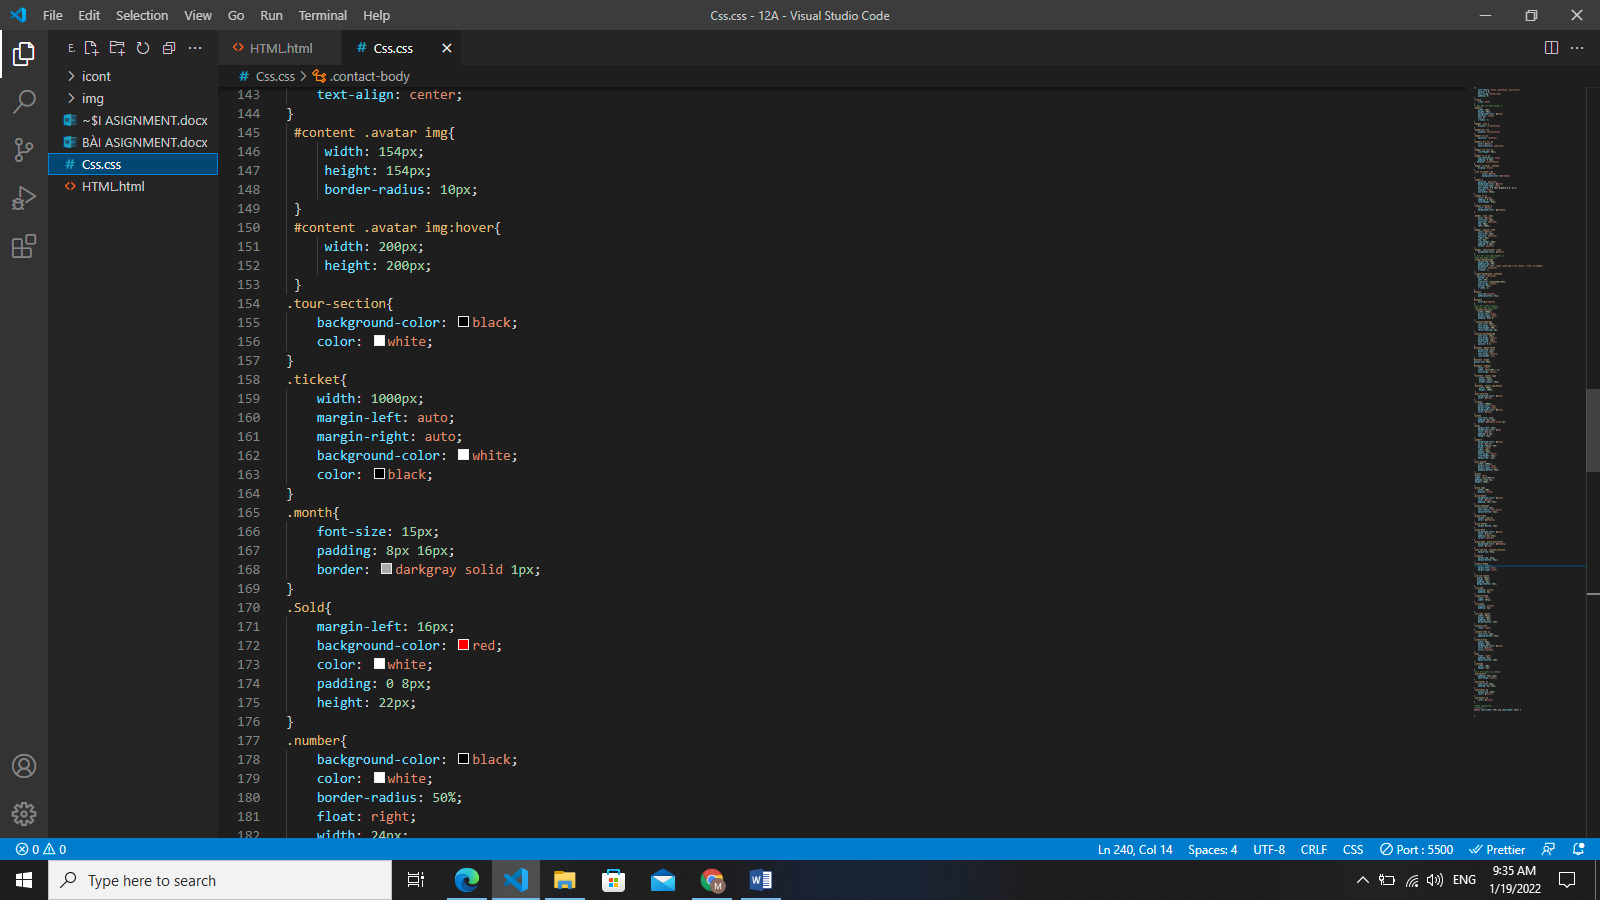 File Edit Selection View Go Run Terminal Help
Css.css - 12A - Visual Studio Code
E.
HTML.html
Css.css
icont
img
~$I ASIGNMENT.docx
BÀI ASIGNMENT.docx
Css.css
HTML.html
Css.css > .contact-body
143 text-align: center;
144 }
145 #content .avatar img{
146 width: 154px;
147 height: 154px;
148 border-radius: 10px;
149 }
150 #content .avatar img:hover{
151 width: 200px;
152 height: 200px;
153 }
154 .tour-section{
155 background-color: black;
156 color: white;
157 }
158 .ticket{
159 width: 1000px;
160 margin-left: auto;
161 margin-right: auto;
162 background-color: white;
163 color: black;
164 }
165 .month{
166 font-size: 15px;
167 padding: 8px 16px;
168 border: darkgray solid 1px;
169 }
170 .Sold{
171 margin-left: 16px;
172 background-color: red;
173 color: white;
174 padding: 0 8px;
175 height: 22px;
176 }
177 .number{
178 background-color: black;
179 color: white;
180 border-radius: 50%;
181 float: right;
182 width: 24px;
0 0
Ln 240, Col 14 Spaces: 4 UTF-8 CRLF CSS Port : 5500 Prettier
Type here to search
M
ENG
9:35 AM
1/19/2022